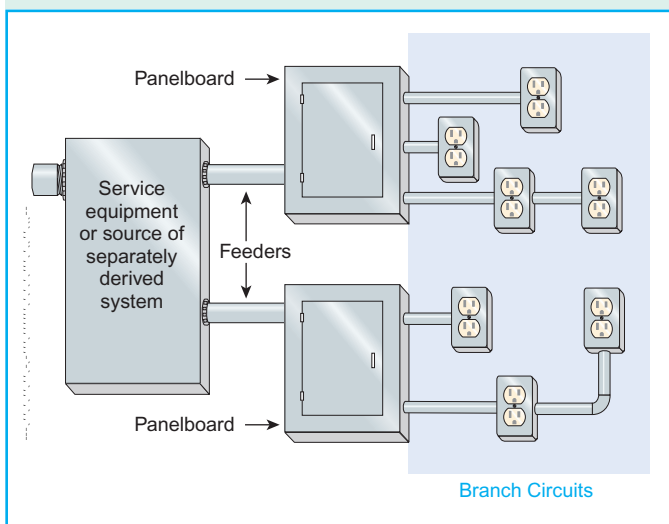 Panelboard
Service
equipment
or source of
separately
derived
system
Feeders
Panelboard
Branch Circuits